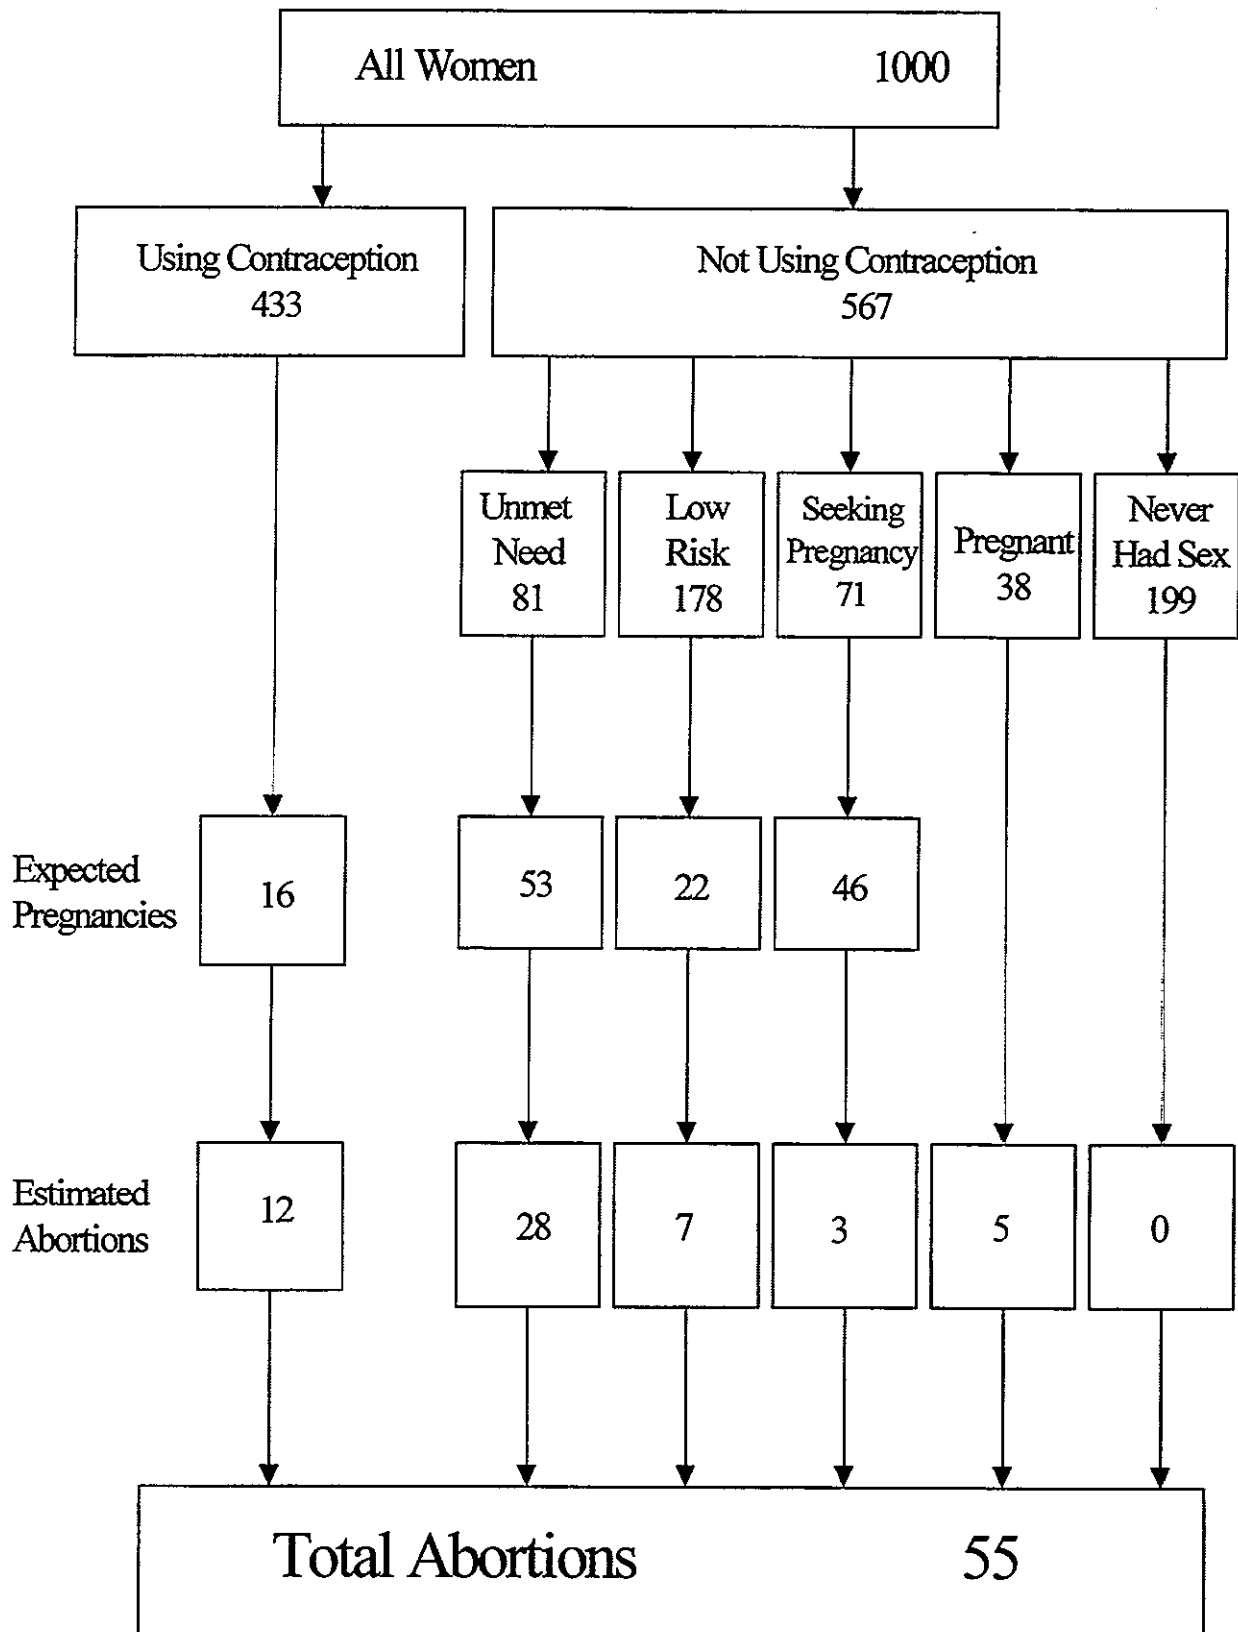 All Women 1000
Using Contraception
433
Not Using Contraception
567
Unmet
Need
81
Low
Risk
178
Seeking
Pregnancy
71
Pregnant
38
Never
Had Sex
199
Expected
Pregnancies
16
53
22
46
Estimated
Abortions
12
28
7
3
5
0
Total Abortions 55